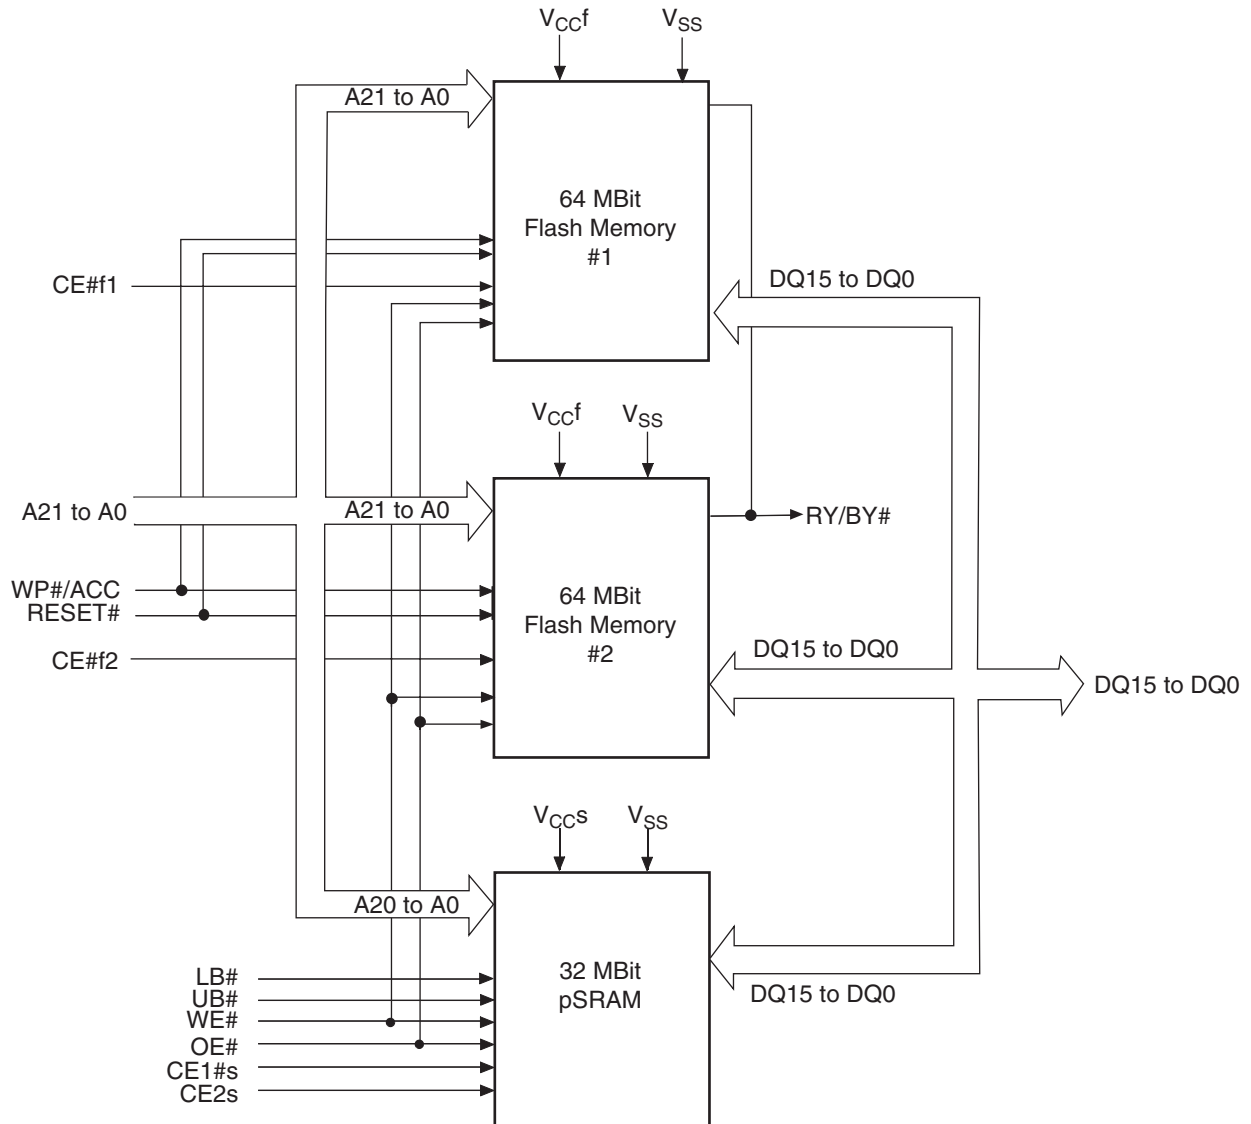 VCCf VSS
A21 to A0
64 MBit
Flash Memory
#1
CE#f1
DQ15 to DQ0
VCCf VSS
A21 to A0
A21 to A0
RY/BY#
WP#/ACC
RESET#
64 MBit
Flash Memory
#2
CE#f2
DQ15 to DQ0
DQ15 to DQ0
VCCs VSS
A20 to A0
32 MBit
pSRAM
LB#
UB#
WE#
OE#
CE1#s
CE2s
DQ15 to DQ0